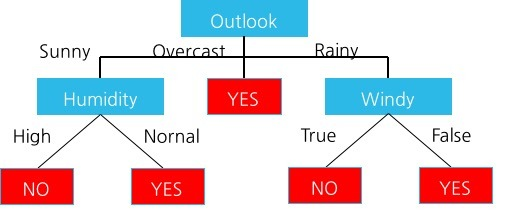 Outlook
Sunny Overcast Rainy
Humidity YES Windy
High Nornal True False
NO YES NO YES